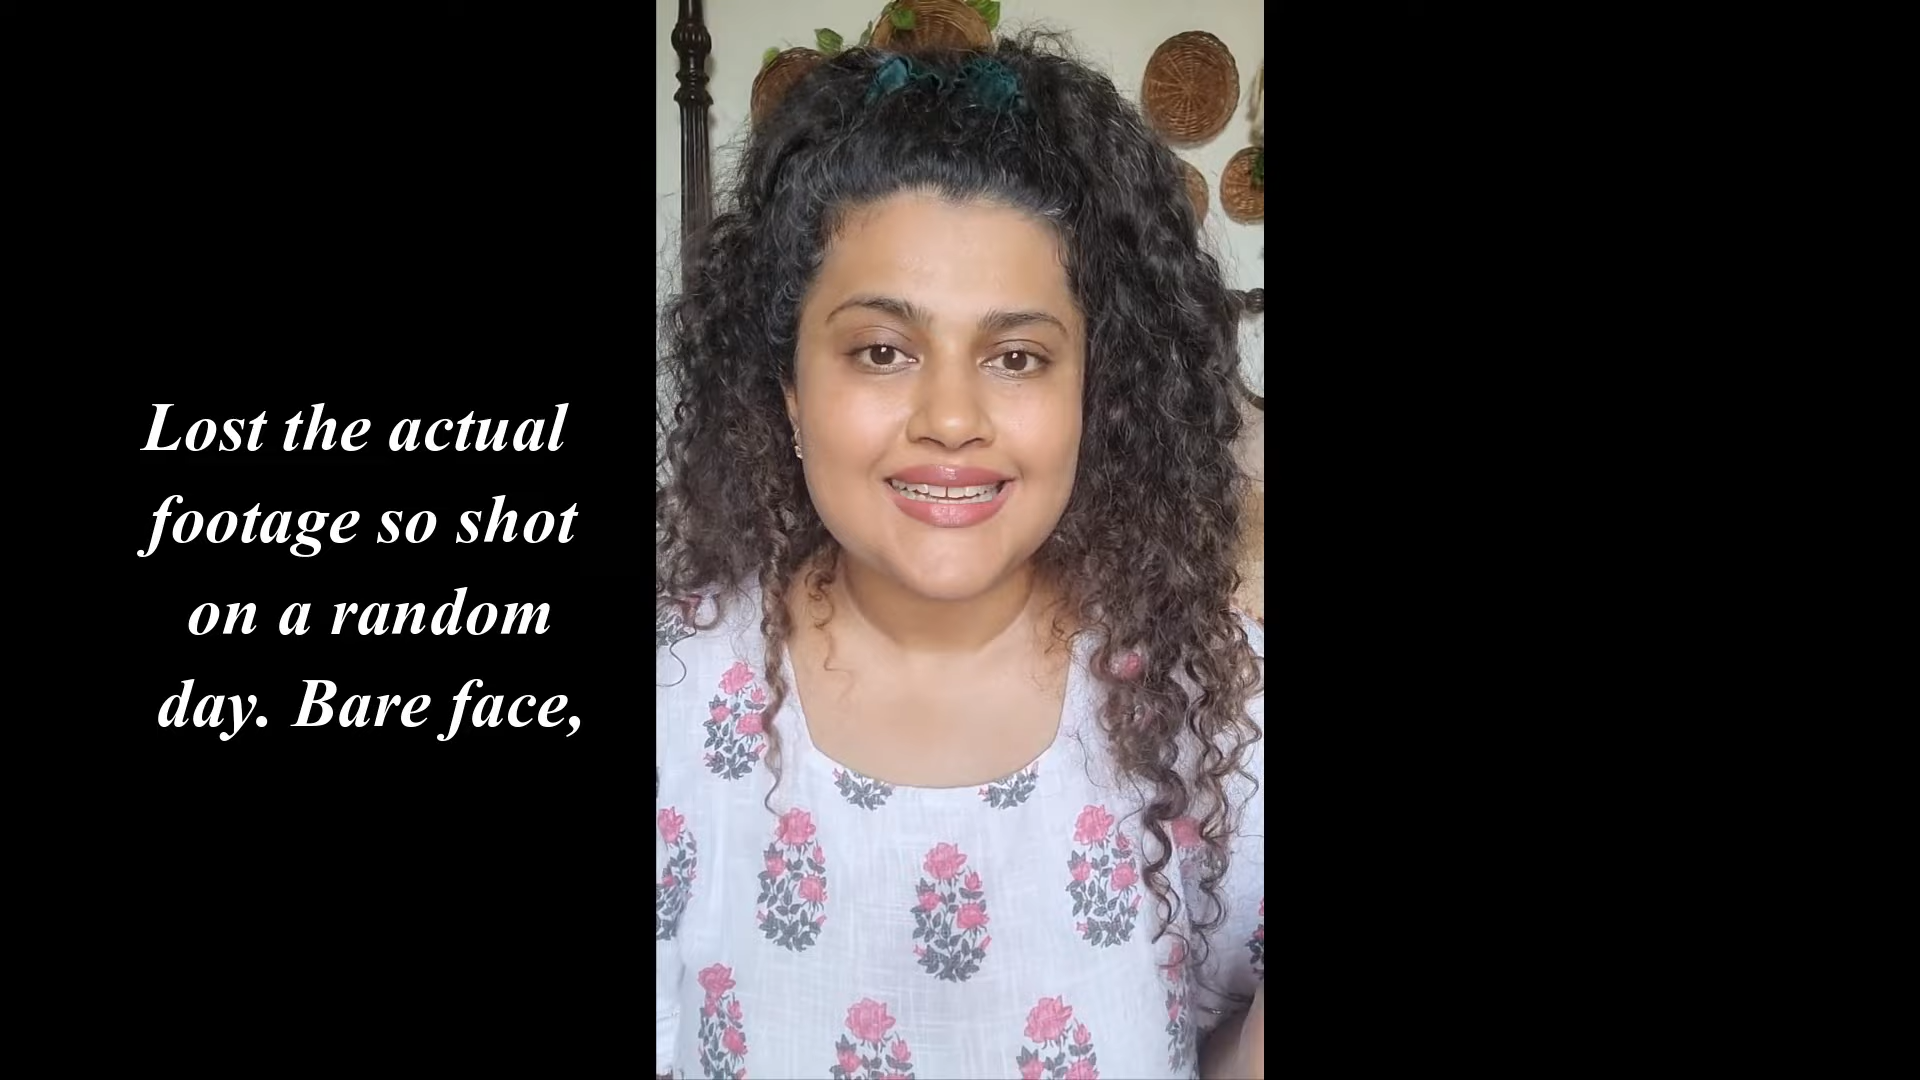 Lost the actual
footage so shot
on a random
day. Bare face,